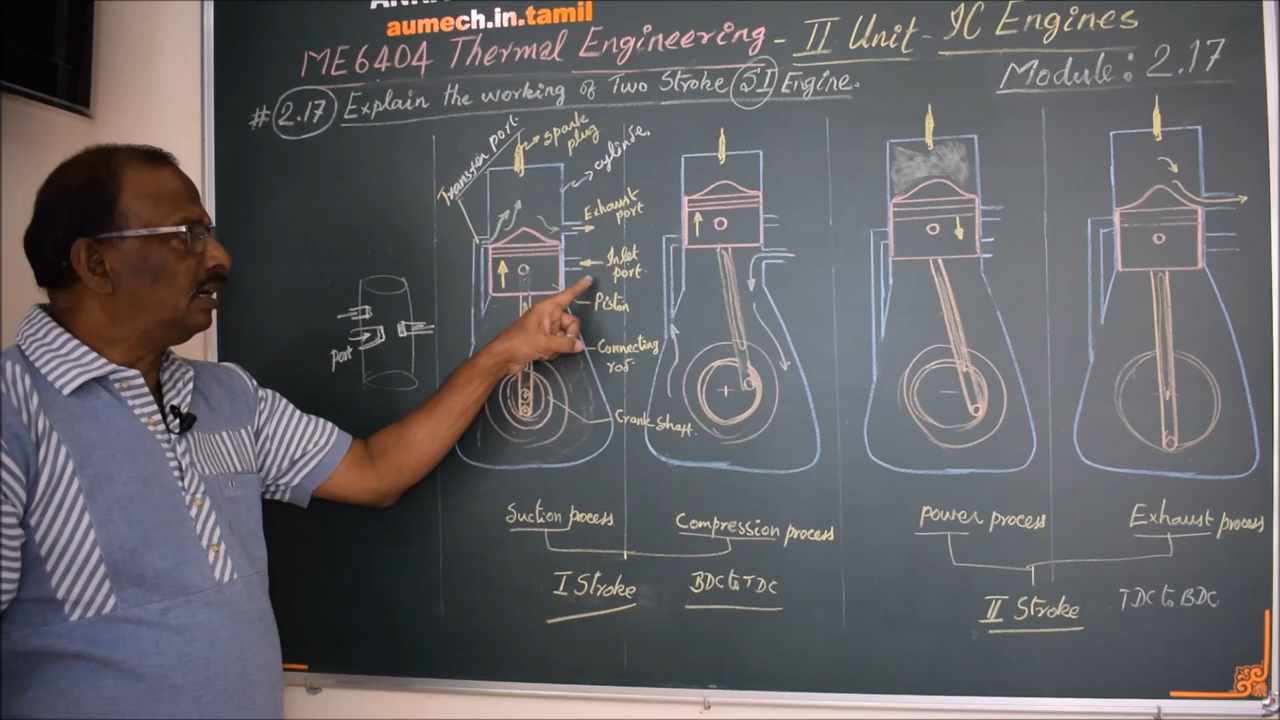 aumech.in.tamil
ME6404 Thermal Engineering - II Unit - IC Engines
Module: 2.17
# 2.17 Explain the working of Two Stroke SI Engine.
Transfer port
spark
plug
cylinder
Exhaust
port
Inlet
port.
Piston
Connecting
rod.
Crank shaft.
Port
Suction process
Compression process
Power process
Exhaust process
I Stroke
BDC to TDC
II Stroke
TDC to BDC